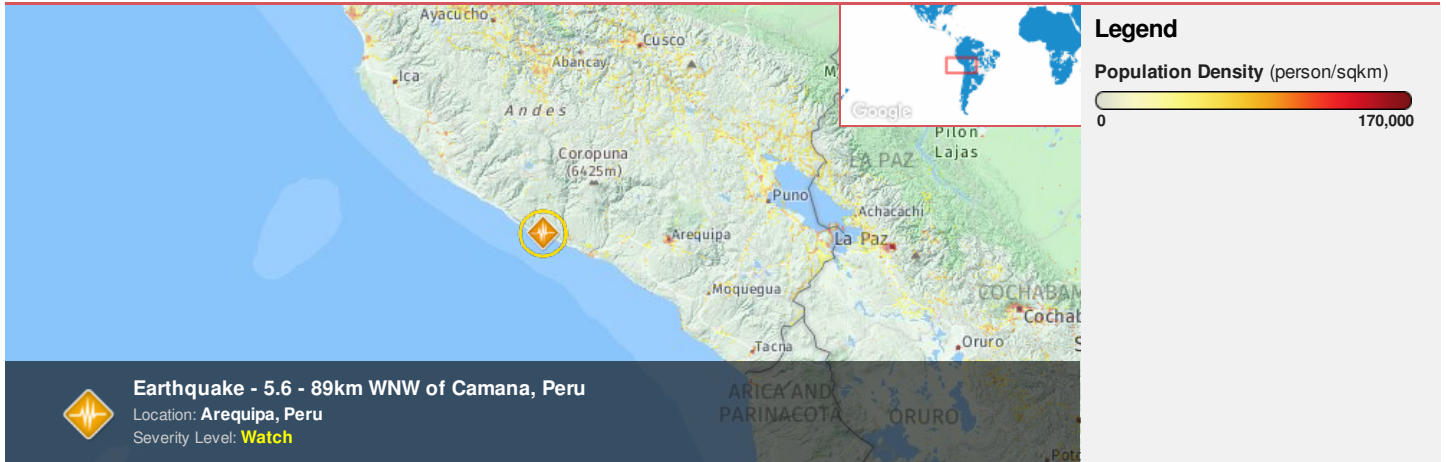 Ayacucho
Cusco
Abancay
Ica
Andes
Coropuna
(6425m)
Puno
Achacachi
Arequipa
La Paz
LA PAZ
Pilon
Lajas
M
Google
Moquegua
COCHABAM
Cochab
Oruro
S
Tacna
ARICA AND
PARINACOTA
ORURO
Poto
Earthquake - 5.6 - 89km WNW of Camana, Peru
Location: Arequipa, Peru
Severity Level: Watch
Legend
Population Density (person/sqkm)
0 170,000